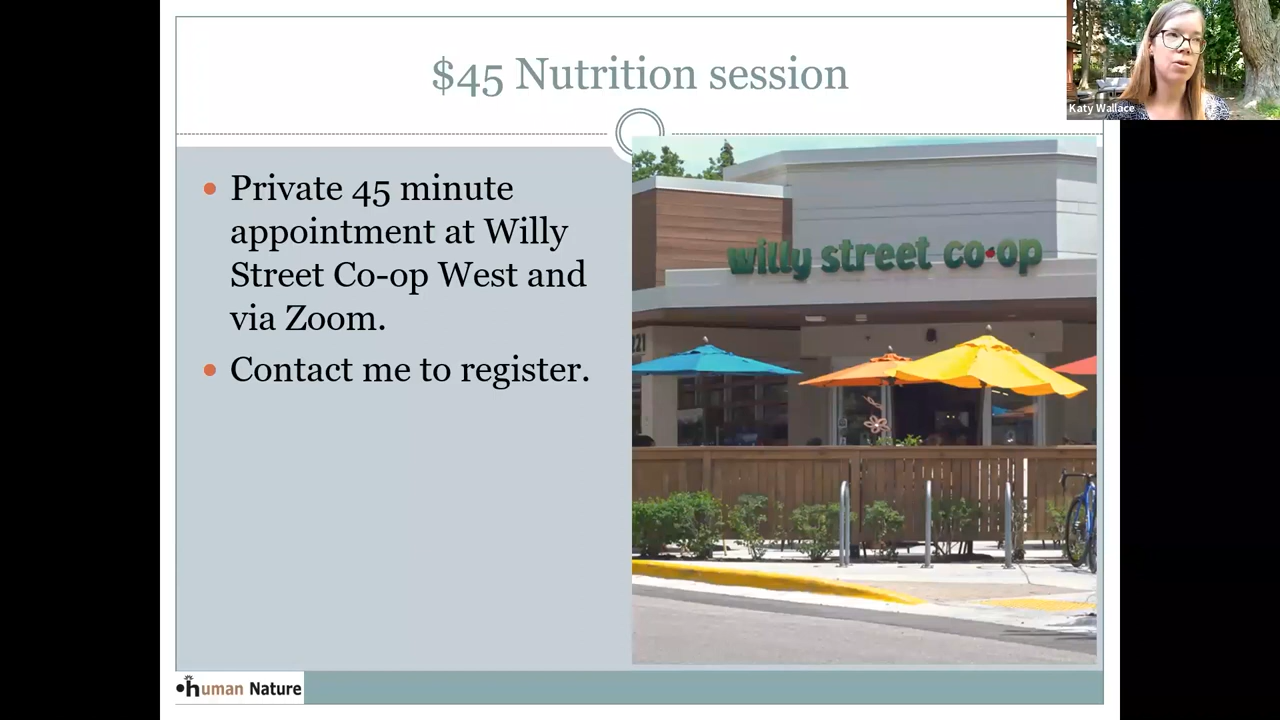 $45 Nutrition session
Katy Wallace
• Private 45 minute
appointment at Willy
Street Co-op West and
via Zoom.
• Contact me to register.
willy street co•op
21
human Nature